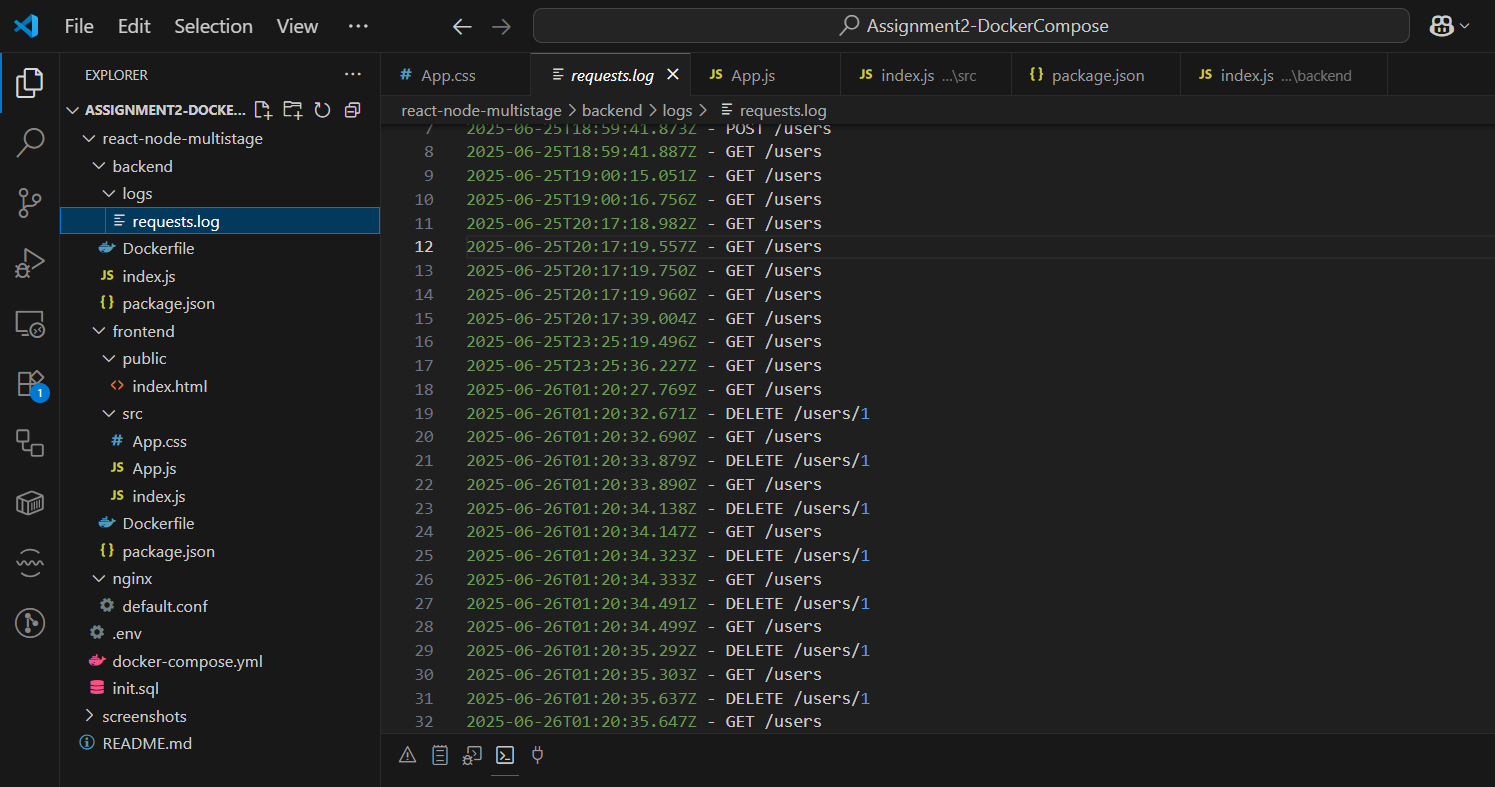 File Edit Selection View ··· Assignment2-DockerCompose
EXPLORER ···
ASSIGNMENT2-DOCKE...
react-node-multistage
backend
logs
requests.log
Dockerfile
JS index.js
{} package.json
frontend
public
<> index.html
src
# App.css
JS App.js
JS index.js
Dockerfile
{} package.json
nginx
default.conf
.env
docker-compose.yml
init.sql
screenshots
README.md
1
# App.css requests.log × JS App.js JS index.js ...\src {} package.json JS index.js ...\backend
react-node-multistage > backend > logs > requests.log
7 2025-06-25T18:59:41.873Z - POST /users
8 2025-06-25T18:59:41.887Z - GET /users
9 2025-06-25T19:00:15.051Z - GET /users
10 2025-06-25T19:00:16.756Z - GET /users
11 2025-06-25T20:17:18.982Z - GET /users
12 2025-06-25T20:17:19.557Z - GET /users
13 2025-06-25T20:17:19.750Z - GET /users
14 2025-06-25T20:17:19.960Z - GET /users
15 2025-06-25T20:17:39.004Z - GET /users
16 2025-06-25T23:25:19.496Z - GET /users
17 2025-06-25T23:25:36.227Z - GET /users
18 2025-06-26T01:20:27.769Z - GET /users
19 2025-06-26T01:20:32.671Z - DELETE /users/1
20 2025-06-26T01:20:32.690Z - GET /users
21 2025-06-26T01:20:33.879Z - DELETE /users/1
22 2025-06-26T01:20:33.890Z - GET /users
23 2025-06-26T01:20:34.138Z - DELETE /users/1
24 2025-06-26T01:20:34.147Z - GET /users
25 2025-06-26T01:20:34.323Z - DELETE /users/1
26 2025-06-26T01:20:34.333Z - GET /users
27 2025-06-26T01:20:34.491Z - DELETE /users/1
28 2025-06-26T01:20:34.499Z - GET /users
29 2025-06-26T01:20:35.292Z - DELETE /users/1
30 2025-06-26T01:20:35.303Z - GET /users
31 2025-06-26T01:20:35.637Z - DELETE /users/1
32 2025-06-26T01:20:35.647Z - GET /users